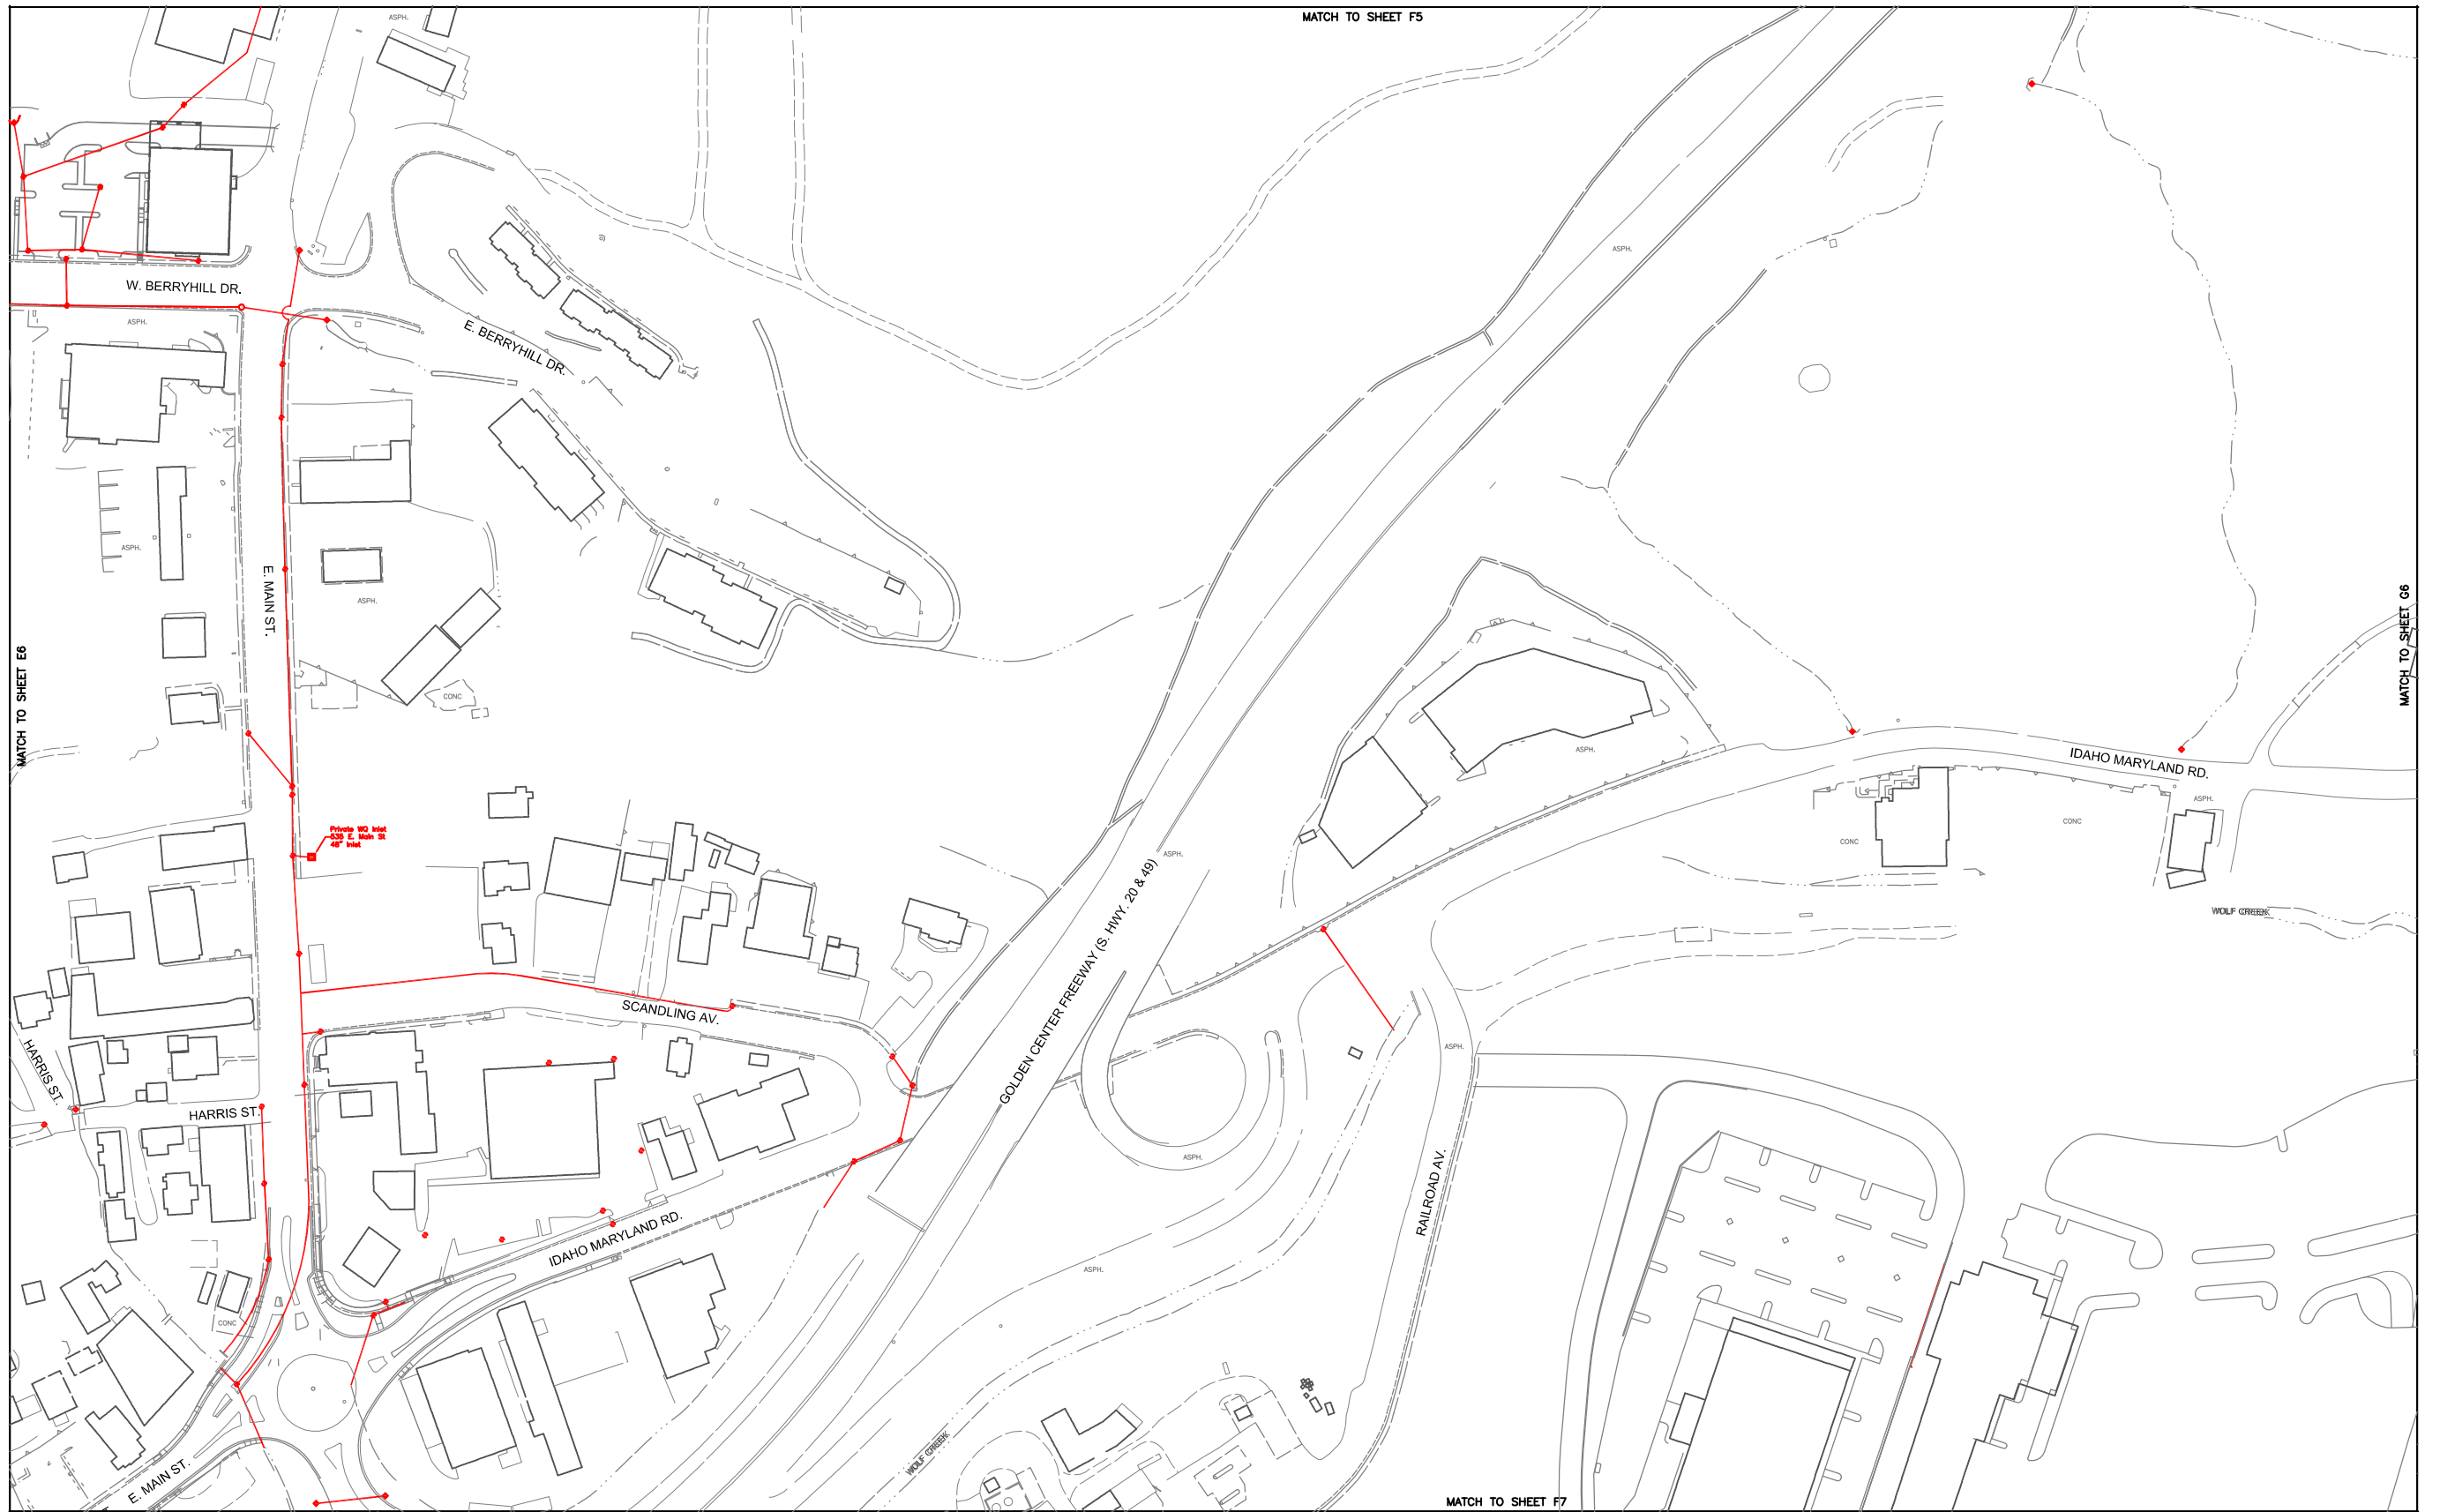 MATCH TO SHEET F5
ASPH.
ASPH.
W. BERRYHILL DR.
ASPH.
E. BERRYHILL DR.
ASPH.
E. MAIN ST.
ASPH.
CONC
MATCH TO SHEET E6
MATCH TO SHEET G6
Private WQ Inlet
535 E. Main St
48" Inlet
ASPH.
IDAHO MARYLAND RD.
ASPH.
CONC
CONC
ASPH.
WOLF CREEK
GOLDEN CENTER FREEWAY (S. HWY. 20 & 49)
SCANDLING AV.
HARRIS ST.
HARRIS ST.
ASPH.
ASPH.
RAILROAD AV.
IDAHO MARYLAND RD.
ASPH.
CONC
WOLF CREEK
E. MAIN ST.
MATCH TO SHEET F7